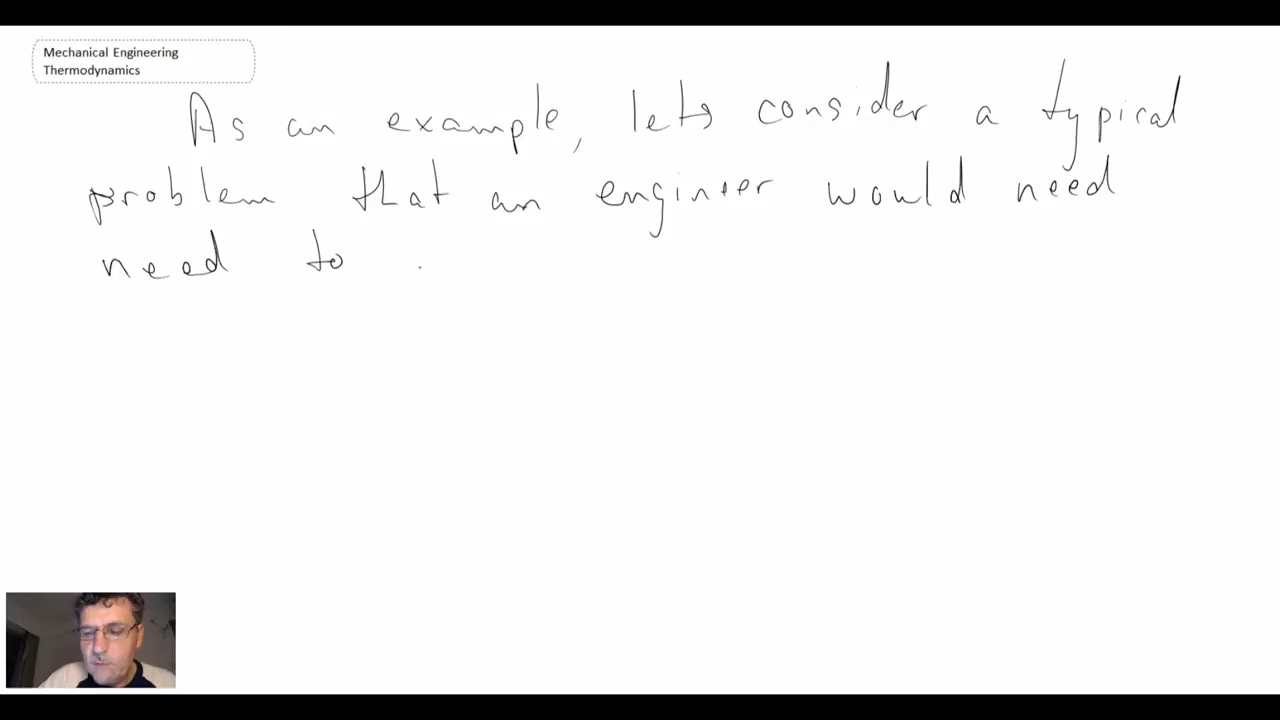 Mechanical Engineering
Thermodynamics
As an example, lets consider a typical
problem that an engineer would need
need to